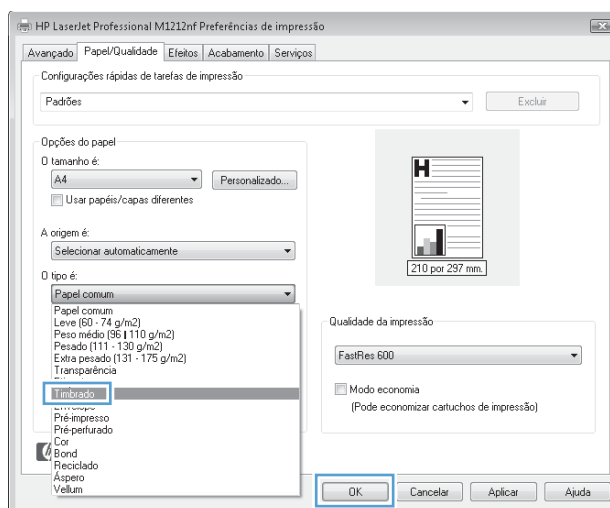 HP LaserJet Professional M1212nf Preferências de impressão
Avançado Papel/Qualidade Efeitos Acabamento Serviços
Configurações rápidas de tarefas de impressão
Padrões
Excluir
Opções do papel
O tamanho é:
A4
Personalizado...
Usar papéis/capas diferentes
A origem é:
Selecionar automaticamente
O tipo é:
Papel comum
Papel comum
Leve (60 - 74 g/m2)
Peso médio (96 | 110 g/m2)
Pesado (111 - 130 g/m2)
Extra pesado (131 - 175 g/m2)
Transparência
Timbrado
Envelope
Pré-impresso
Pré-perfurado
Cor
Bond
Reciclado
Áspero
Vellum
H
210 por 297 mm.
Qualidade da impressão
FastRes 600
Modo economia
(Pode economizar cartuchos de impressão)
OK Cancelar Aplicar Ajuda